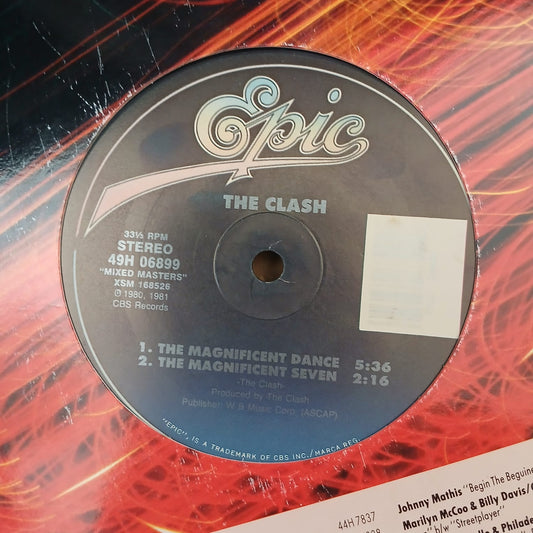 Epic
THE CLASH
33⅓ RPM
STEREO
49H 06899
"MIXED MASTERS"
XSM 168526
℗ 1980, 1981
CBS Records
1. THE MAGNIFICENT DANCE 5:36
2. THE MAGNIFICENT SEVEN 2:16
-The Clash-
Produced by The Clash
Publisher: W B Music Corp. (ASCAP)
"EPIC", IS A TRADEMARK OF CBS INC./MARCA REG.
Johnny Mathis "Begin The Beguine
44H 7837 Marilyn McCoo & Billy Davis/
b/w "Streetplayer"
& Philade